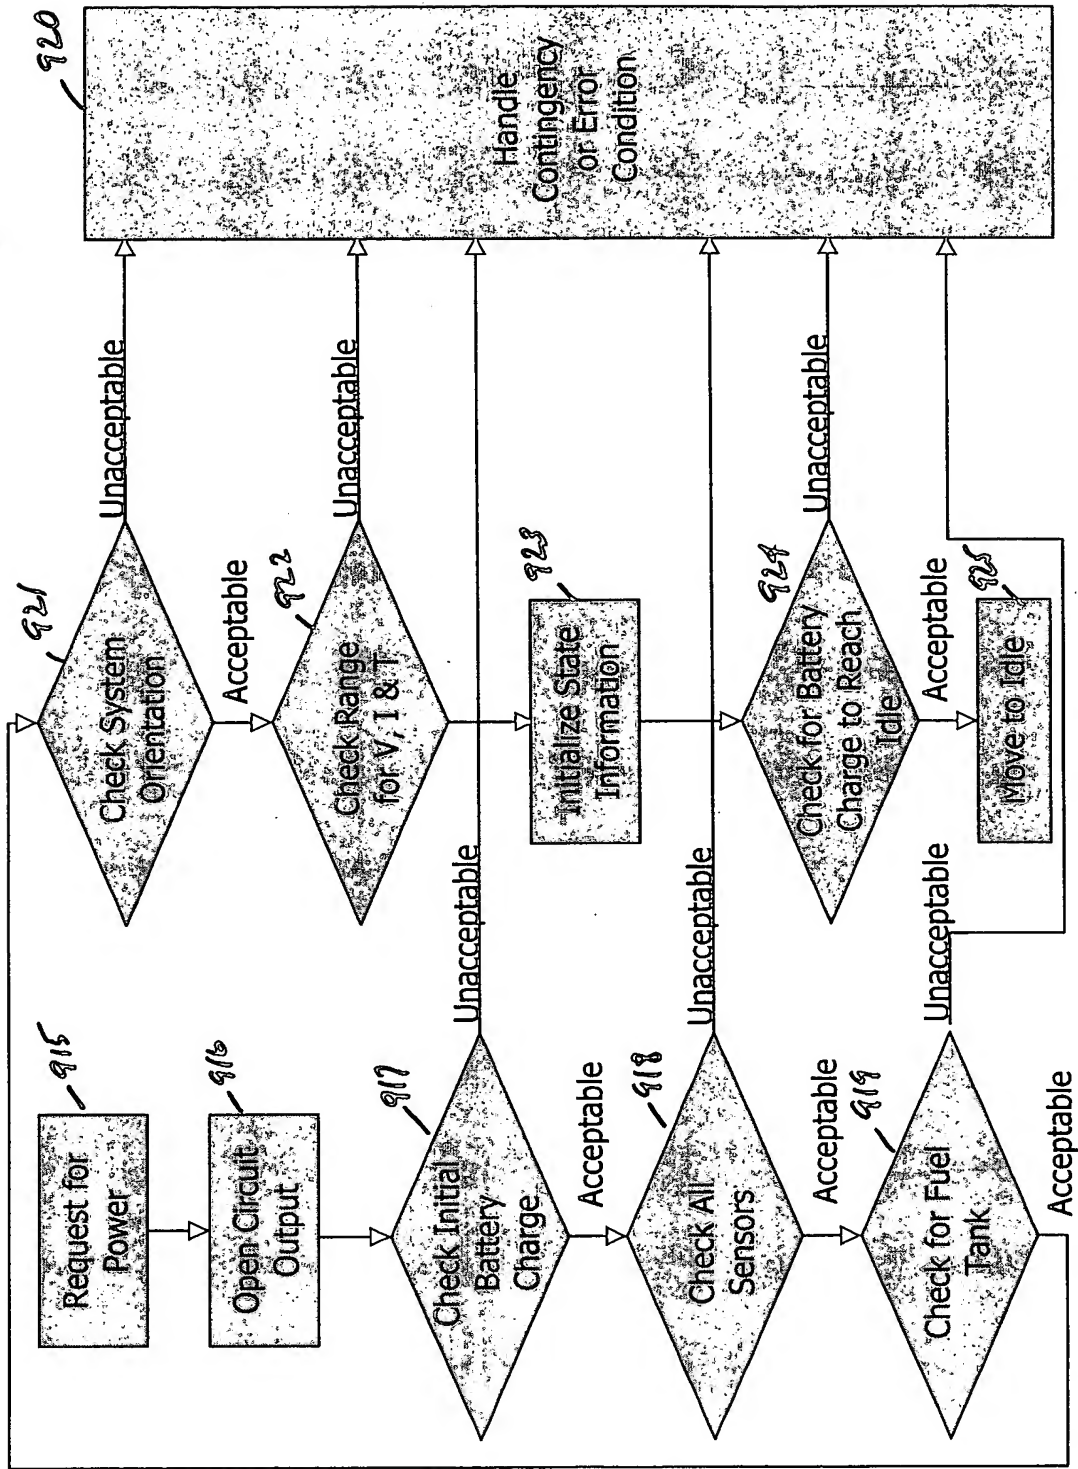 915
Request for
Power
916
Open Circuit
Output
917
Check Initial
Battery
Charge
Unacceptable
Acceptable
918
Check All
Sensors
Unacceptable
Acceptable
919
Check for Fuel
Tank
Unacceptable
Acceptable
921
Check System
Orientation
Unacceptable
Acceptable
922
Check Range
for V, I & T
Unacceptable
923
Initialize State
Information
924
Check for Battery
Charge to Reach
Idle
Unacceptable
Acceptable
925
Move to Idle
920
Handle
Contingency
or Error
Condition